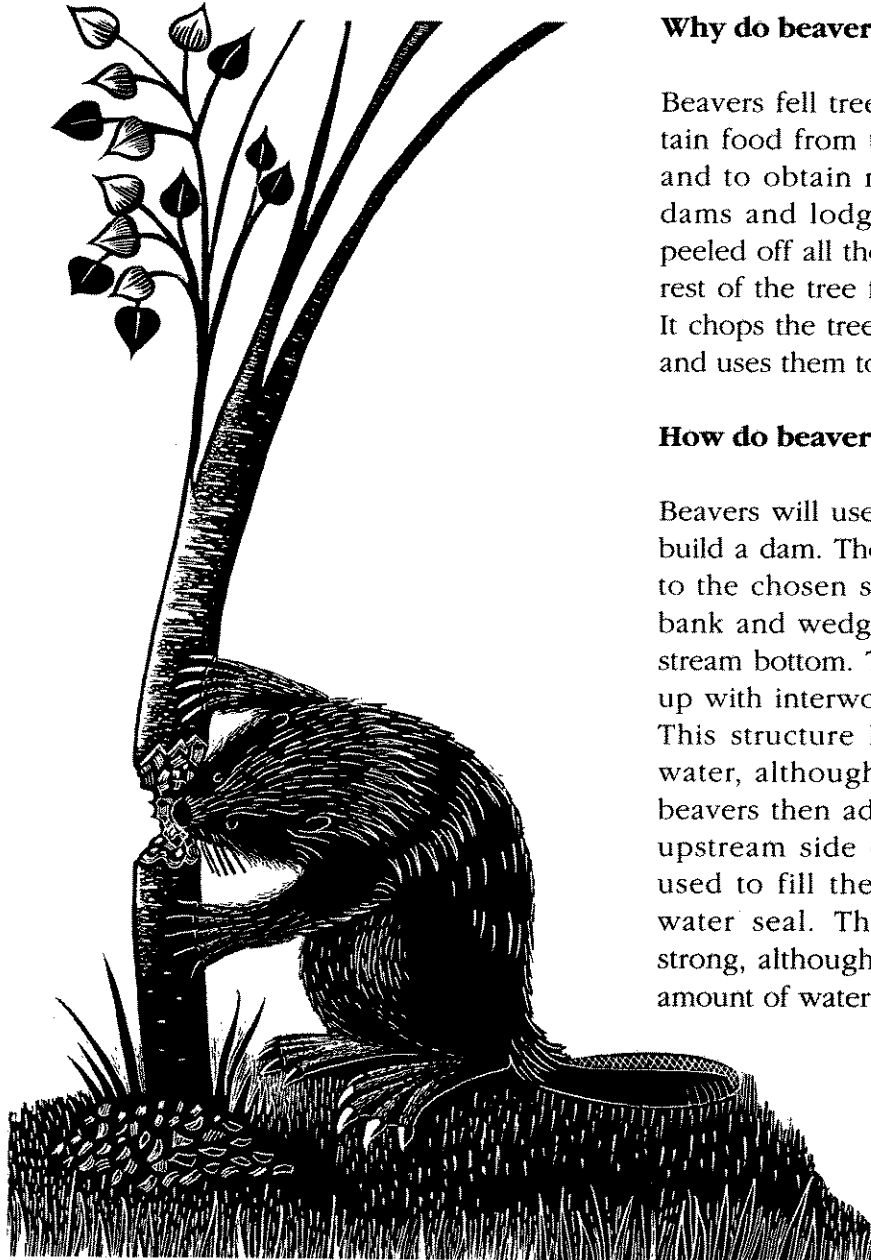 Why do beaver
Beavers fell tree
tain food from t
and to obtain r
dams and lodg
peeled off all the
rest of the tree f
It chops the tree
and uses them to
How do beaver
Beavers will use
build a dam. The
to the chosen s
bank and wedg
stream bottom. T
up with interwo
This structure l
water, although
beavers then ad
upstream side
used to fill the
water seal. Th
strong, although
amount of water